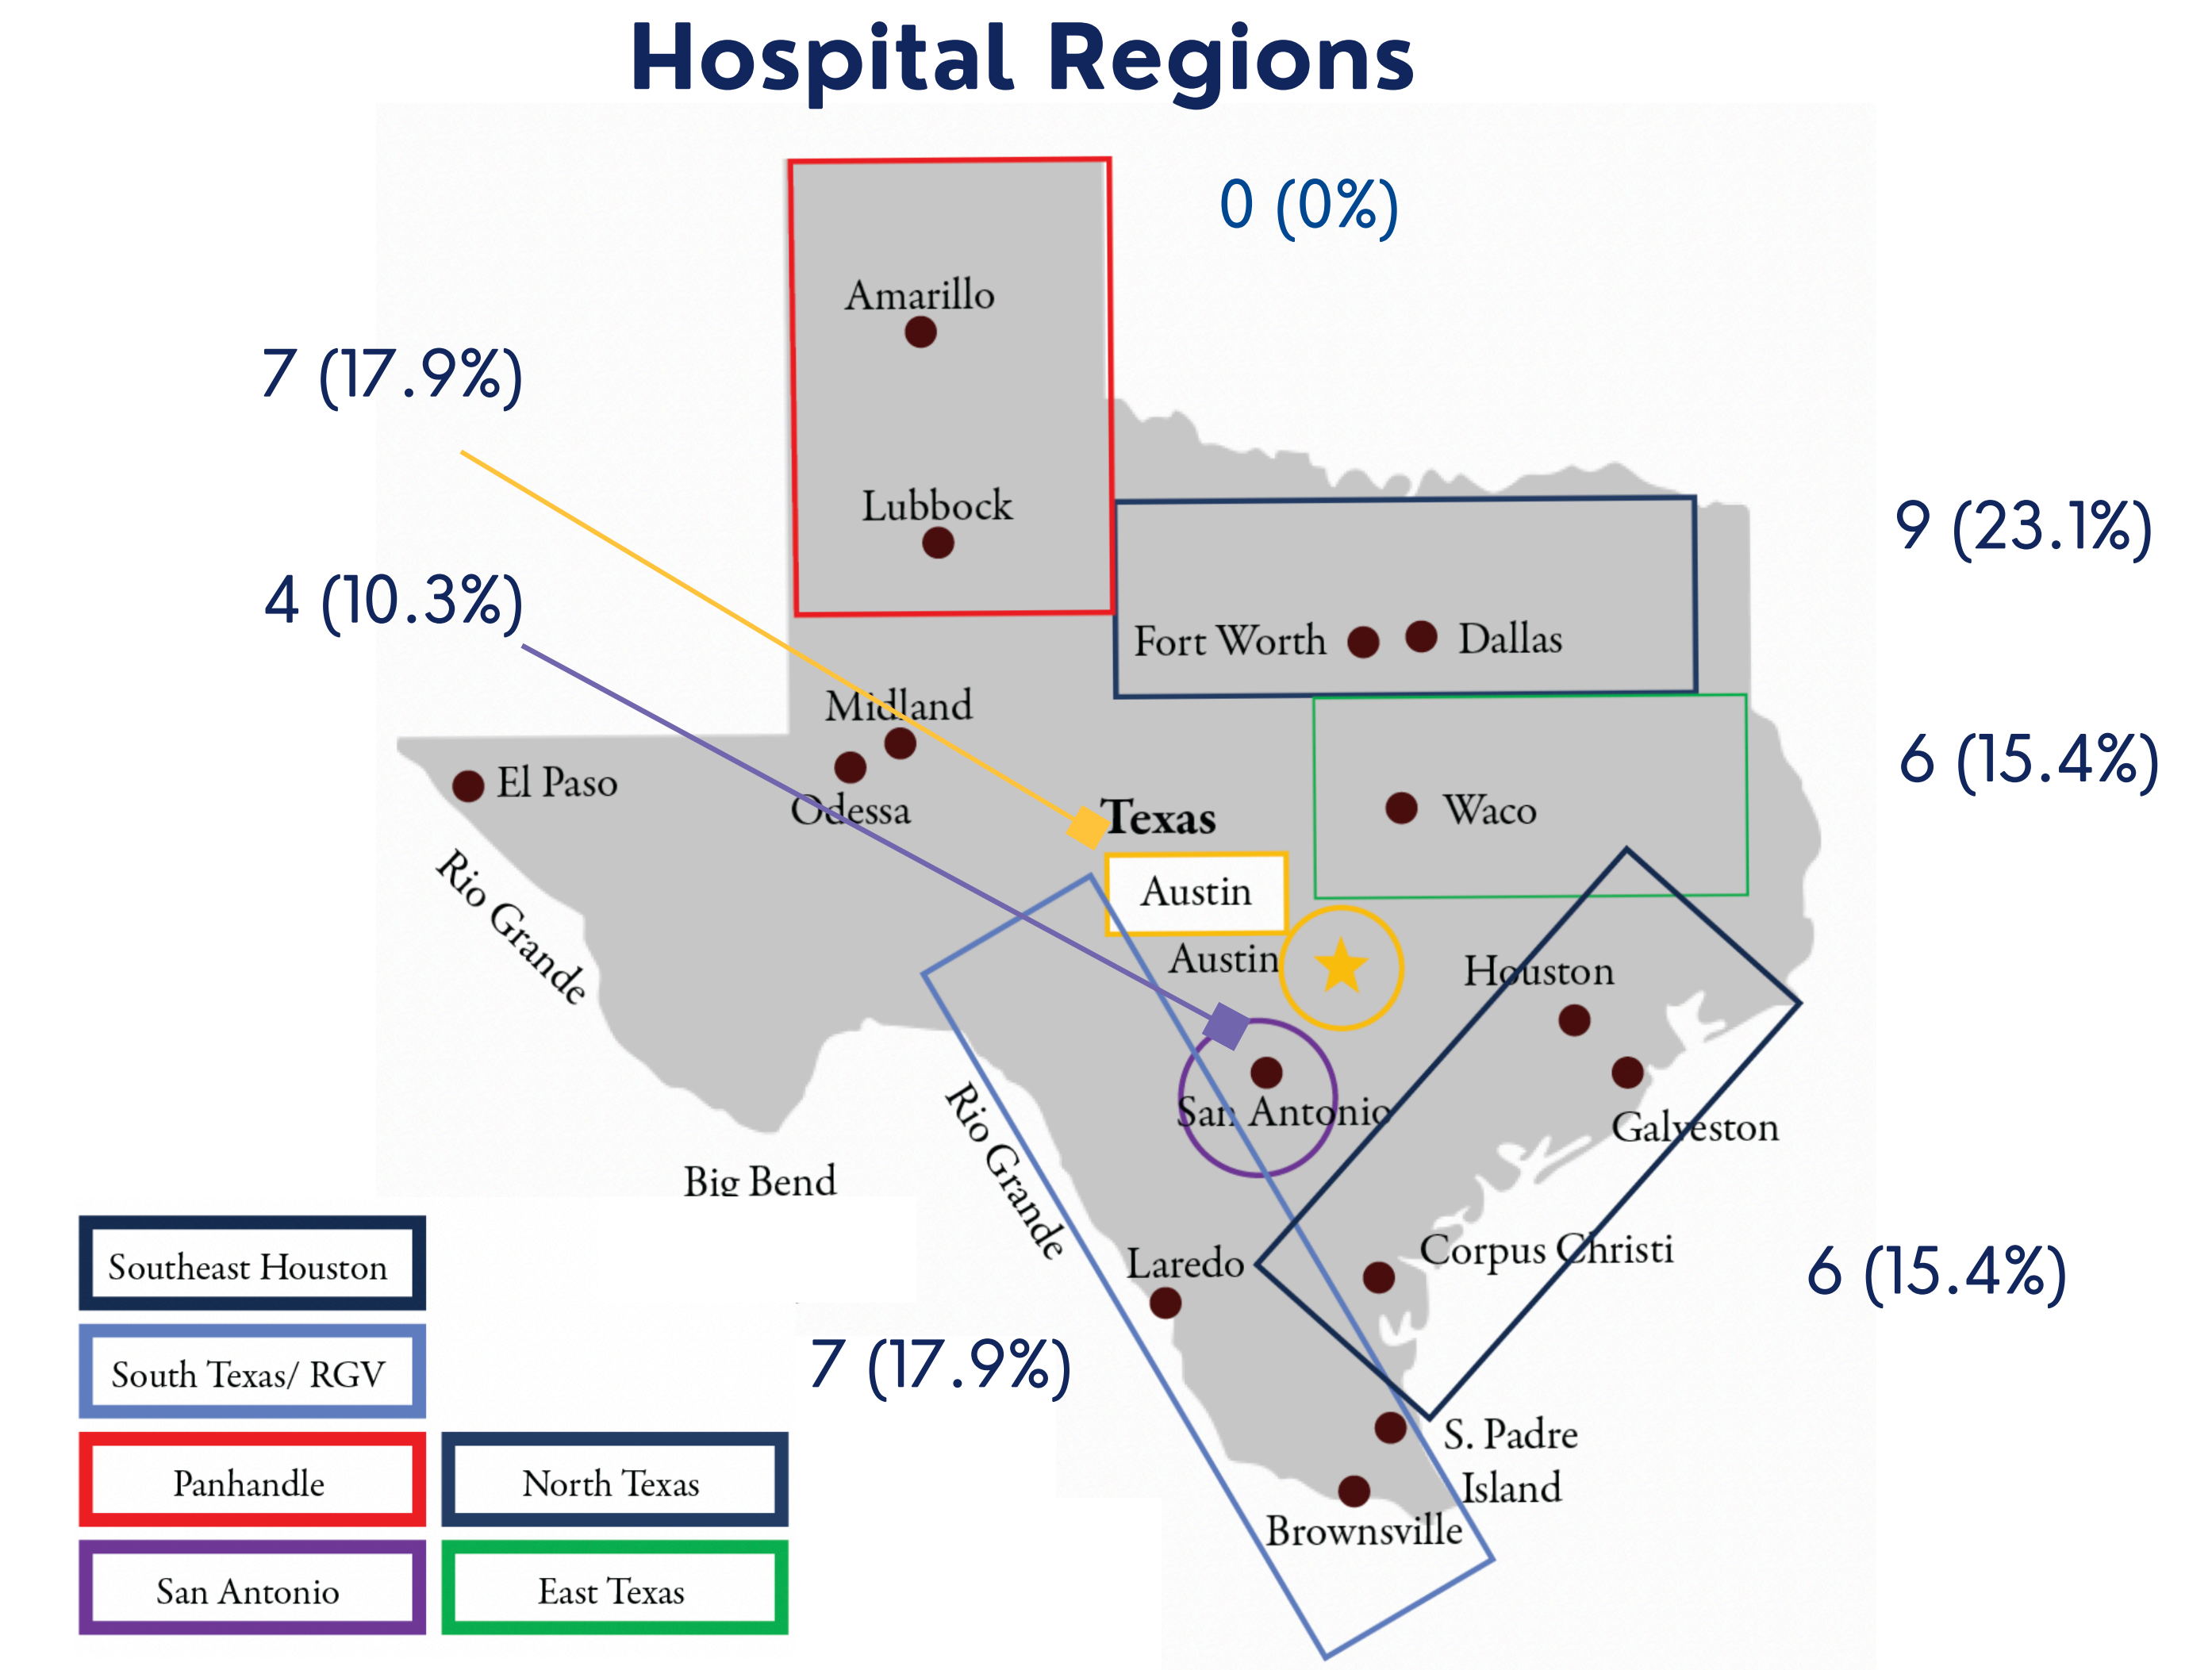 Hospital Regions
0 (0%)
Amarillo
7 (17.9%)
Lubbock
9 (23.1%)
4 (10.3%)
Fort Worth
Dallas
Midland
6 (15.4%)
El Paso
Odessa
Texas
Waco
Rio Grande
Austin
Austin
Houston
San Antonio
Galveston
Rio Grande
Big Bend
Corpus Christi
Laredo
6 (15.4%)
7 (17.9%)
S. Padre
Island
Brownsville
Southeast Houston
South Texas/ RGV
Panhandle
North Texas
San Antonio
East Texas